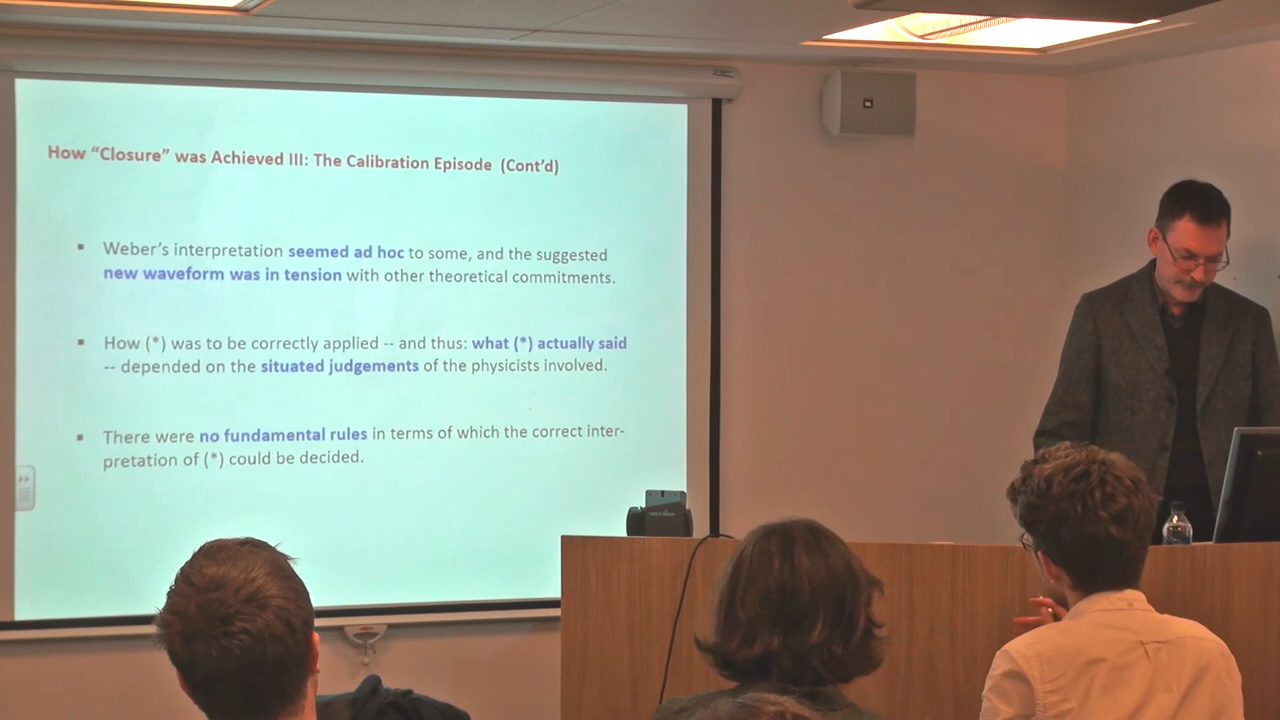 How “Closure” was Achieved III: The Calibration Episode (Cont’d)
▪ Weber’s interpretation seemed ad hoc to some, and the suggested
new waveform was in tension with other theoretical commitments.
▪ How (*) was to be correctly applied -- and thus: what (*) actually said
-- depended on the situated judgements of the physicists involved.
▪ There were no fundamental rules in terms of which the correct inter-
pretation of (*) could be decided.
JBL